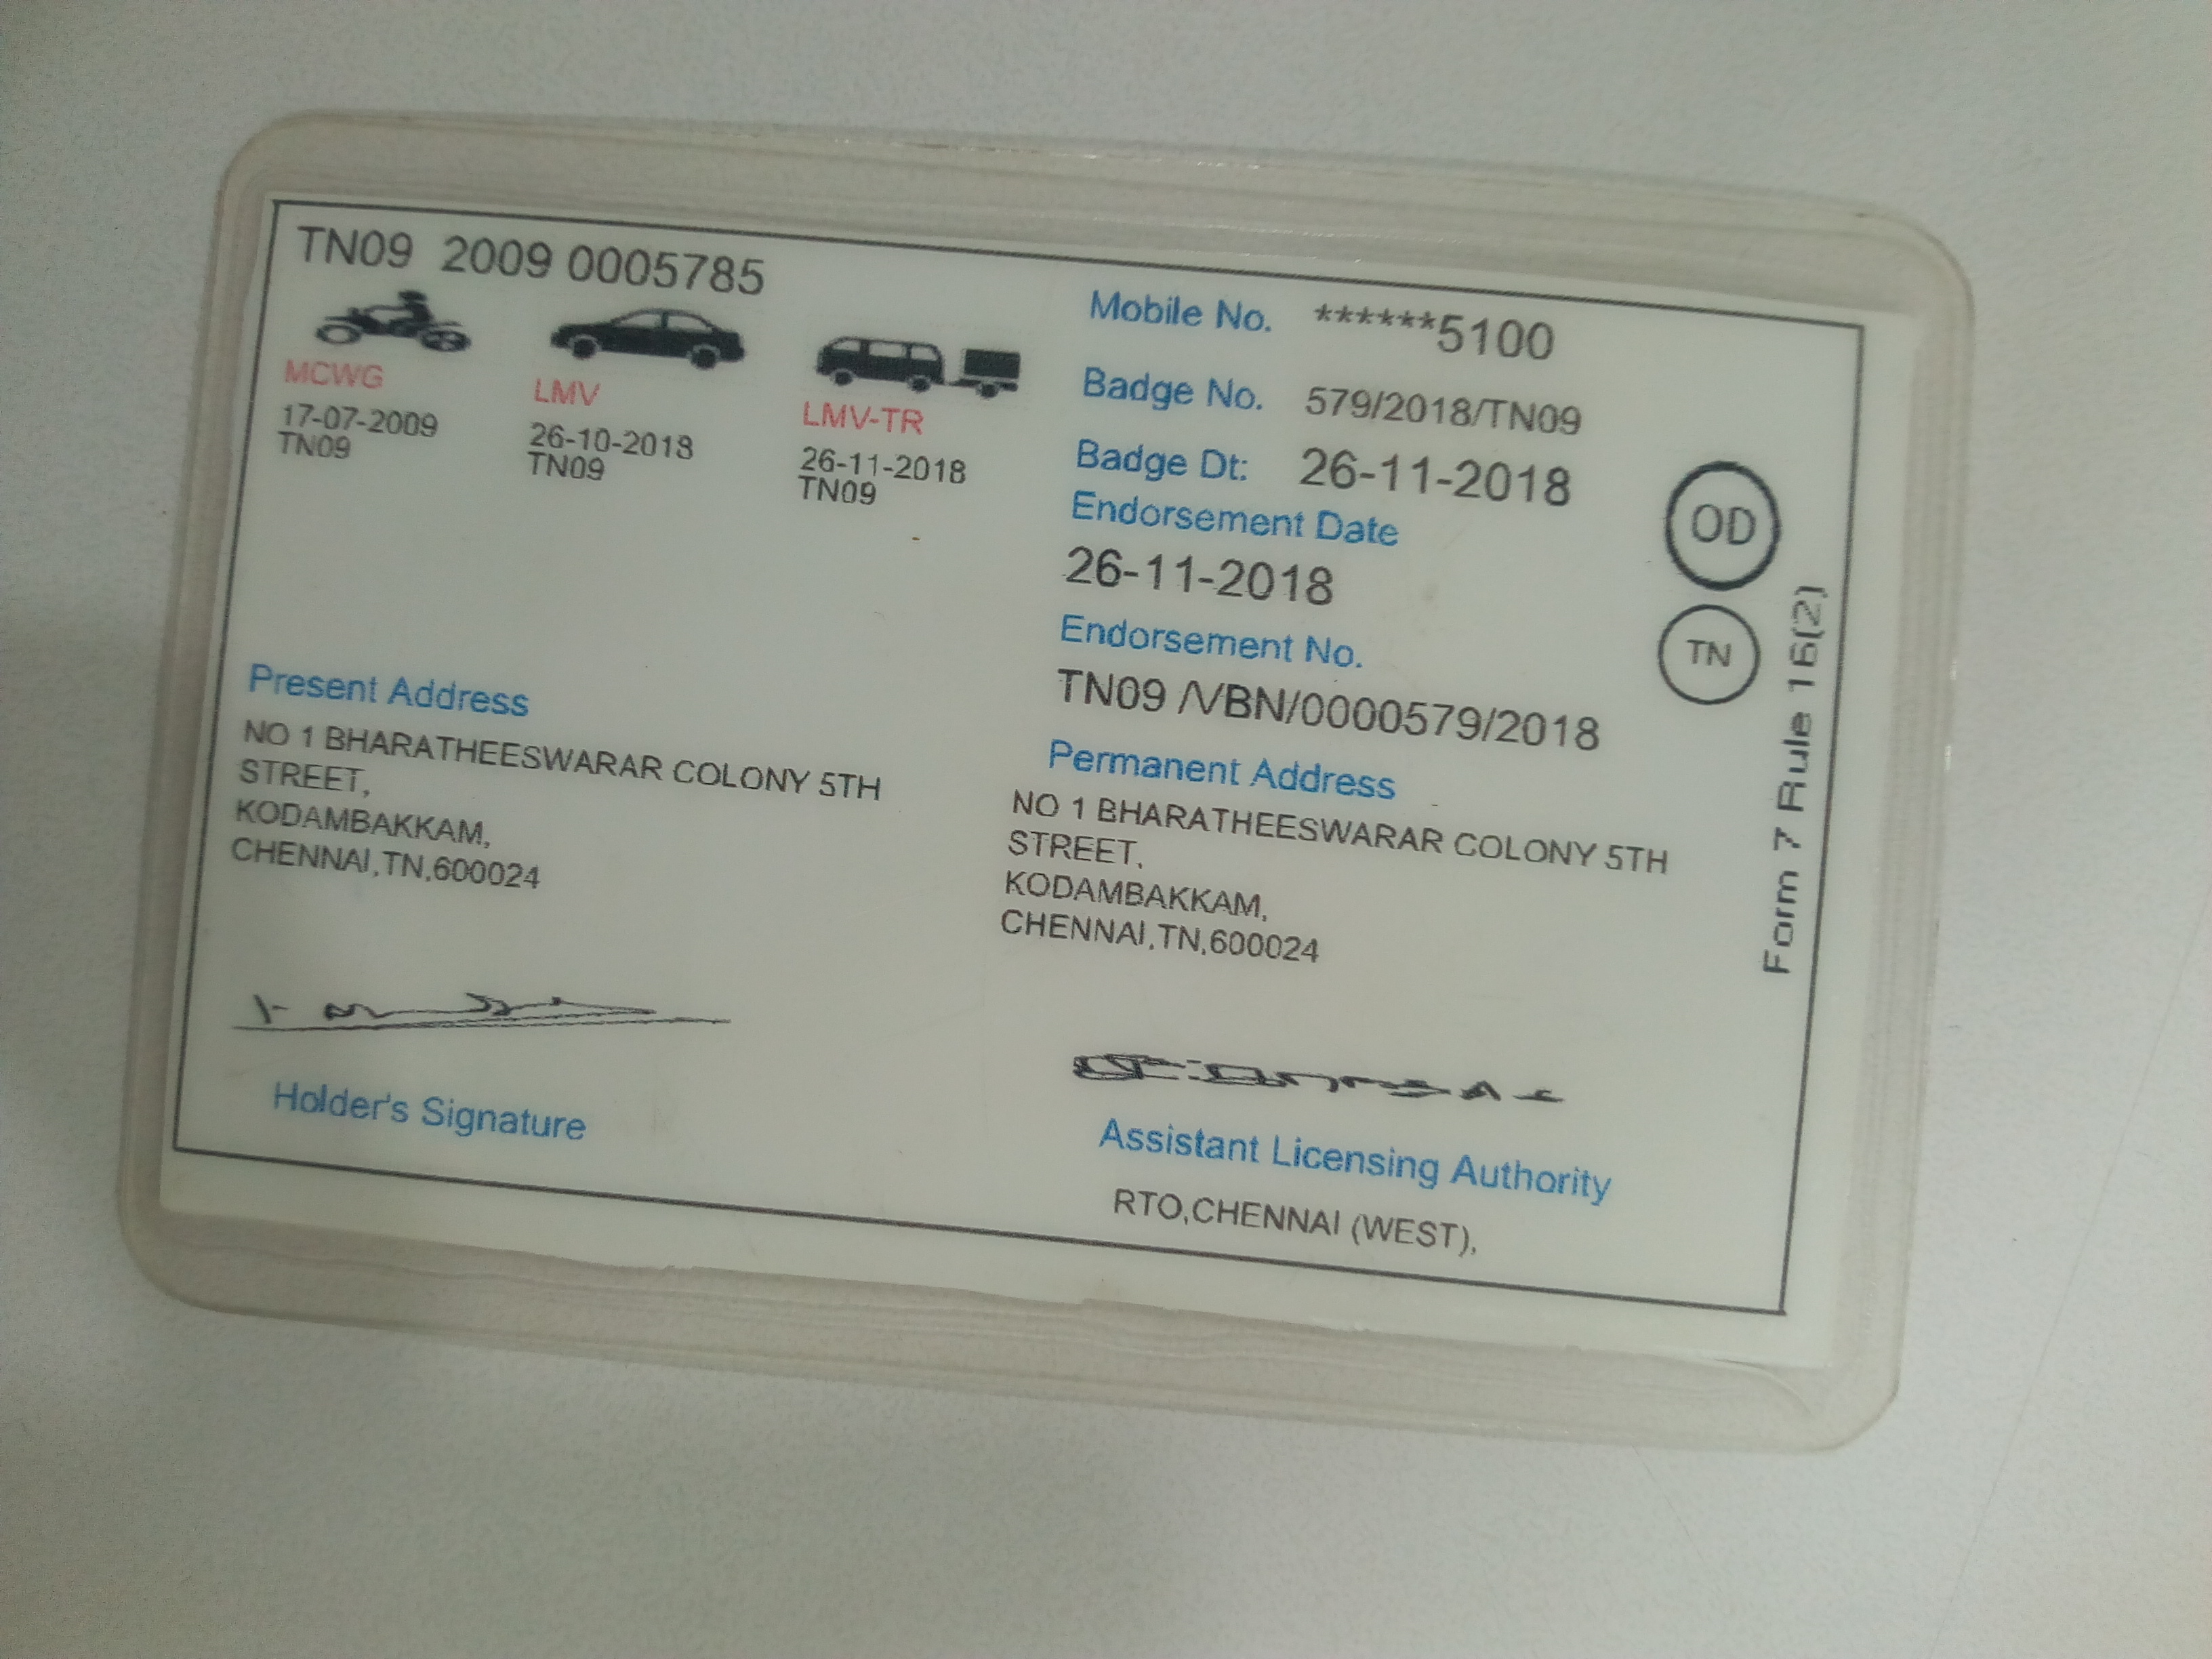 TN09 2009 0005785
MCWG
17-07-2009
TN09
LMV
26-10-2018
TN09
LMV-TR
26-11-2018
TN09
Mobile No. ******5100
Badge No. 579/2018/TN09
Badge Dt: 26-11-2018
Endorsement Date
26-11-2018
Endorsement No.
TN09 /VBN/0000579/2018
OD
TN
Form 7 Rule 16(2)
Present Address
NO 1 BHARATHEESWARAR COLONY 5TH
STREET,
KODAMBAKKAM,
CHENNAI,TN,600024
Permanent Address
NO 1 BHARATHEESWARAR COLONY 5TH
STREET,
KODAMBAKKAM,
CHENNAI,TN,600024
Holder's Signature
Assistant Licensing Authority
RTO,CHENNAI (WEST),